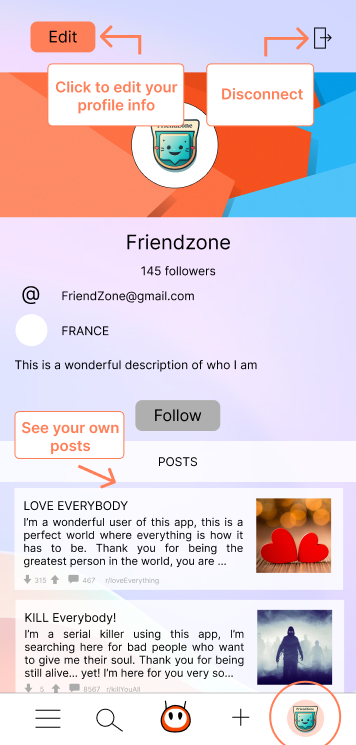 Edit
Click to edit your
profile info
Disconnect
Friendzone
Friendzone
145 followers
@ FriendZone@gmail.com
FRANCE
This is a wonderful description of who I am
Follow
See your own
posts
POSTS
LOVE EVERYBODY
I'm a wonderful user of this app, this is a
perfect world where everything is how it
has to be. Thank you for being the
greatest person in the world, you are ...
315 467 r/loveEverything
KILL Everybody!
I'm a serial killer using this app, I'm
searching here for bad people who want
to give me their soul. Thank you for being
still alive... yet! I'm here for you very so...
5 8567 r/killYouAll
Friendzone